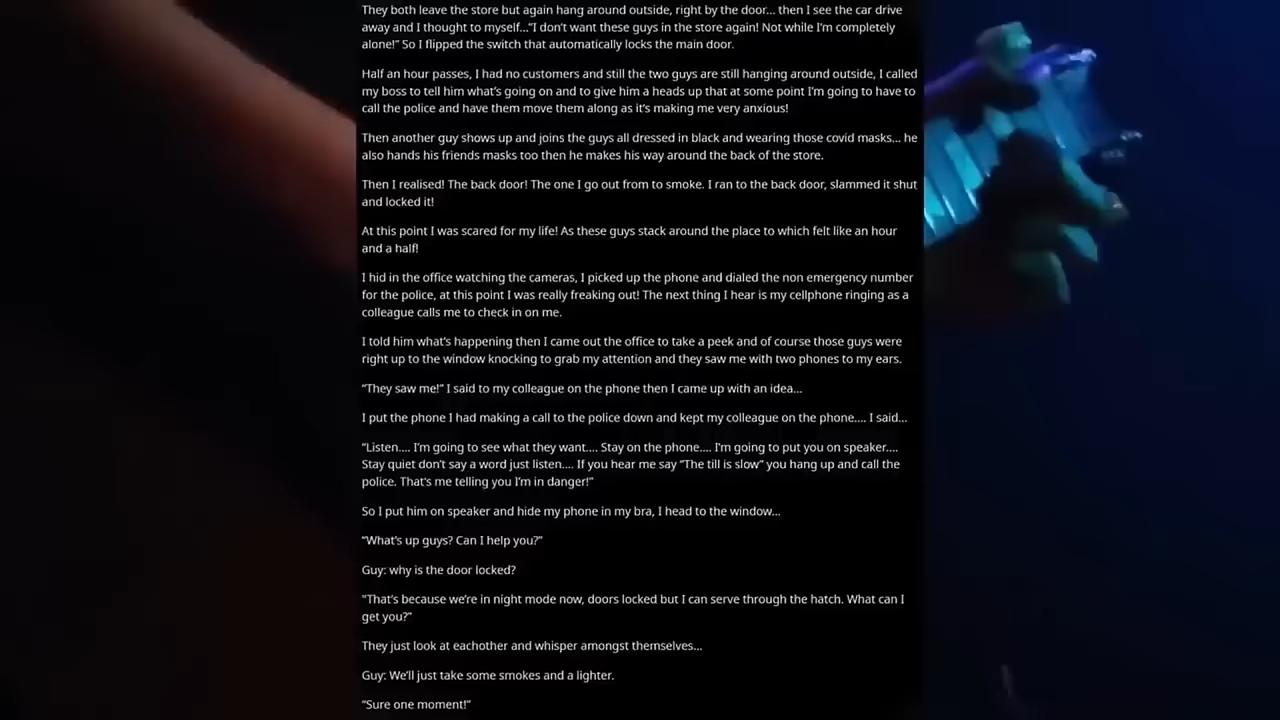 They both leave the store but again hang around outside, right by the door... then I see the car drive
away and I thought to myself..."I don't want these guys in the store again! Not while I'm completely
alone!" So I flipped the switch that automatically locks the main door.
Half an hour passes, I had no customers and still the two guys are still hanging around outside, I called
my boss to tell him what's going on and to give him a heads up that at some point I'm going to have to
call the police and have them move them along as it's making me very anxious!
Then another guy shows up and joins the guys all dressed in black and wearing those covid masks... he
also hands his friends masks too then he makes his way around the back of the store.
Then I realised! The back door! The one I go out from to smoke. I ran to the back door, slammed it shut
and locked it!
At this point I was scared for my life! As these guys stack around the place to which felt like an hour
and a half!
I hid in the office watching the cameras, I picked up the phone and dialed the non emergency number
for the police, at this point I was really freaking out! The next thing I hear is my cellphone ringing as a
colleague calls me to check in on me.
I told him what's happening then I came out the office to take a peek and of course those guys were
right up to the window knocking to grab my attention and they saw me with two phones to my ears.
"They saw me!" I said to my colleague on the phone then I came up with an idea...
I put the phone I had making a call to the police down and kept my colleague on the phone.... I said...
"Listen.... I'm going to see what they want.... Stay on the phone.... I'm going to put you on speaker....
Stay quiet don't say a word just listen.... If you hear me say "The till is slow" you hang up and call the
police. That's me telling you I'm in danger!"
So I put him on speaker and hide my phone in my bra, I head to the window...
"What's up guys? Can I help you?"
Guy: why is the door locked?
"That's because we're in night mode now, doors locked but I can serve through the hatch. What can I
get you?"
They just look at eachother and whisper amongst themselves...
Guy: We'll just take some smokes and a lighter.
"Sure one moment!"